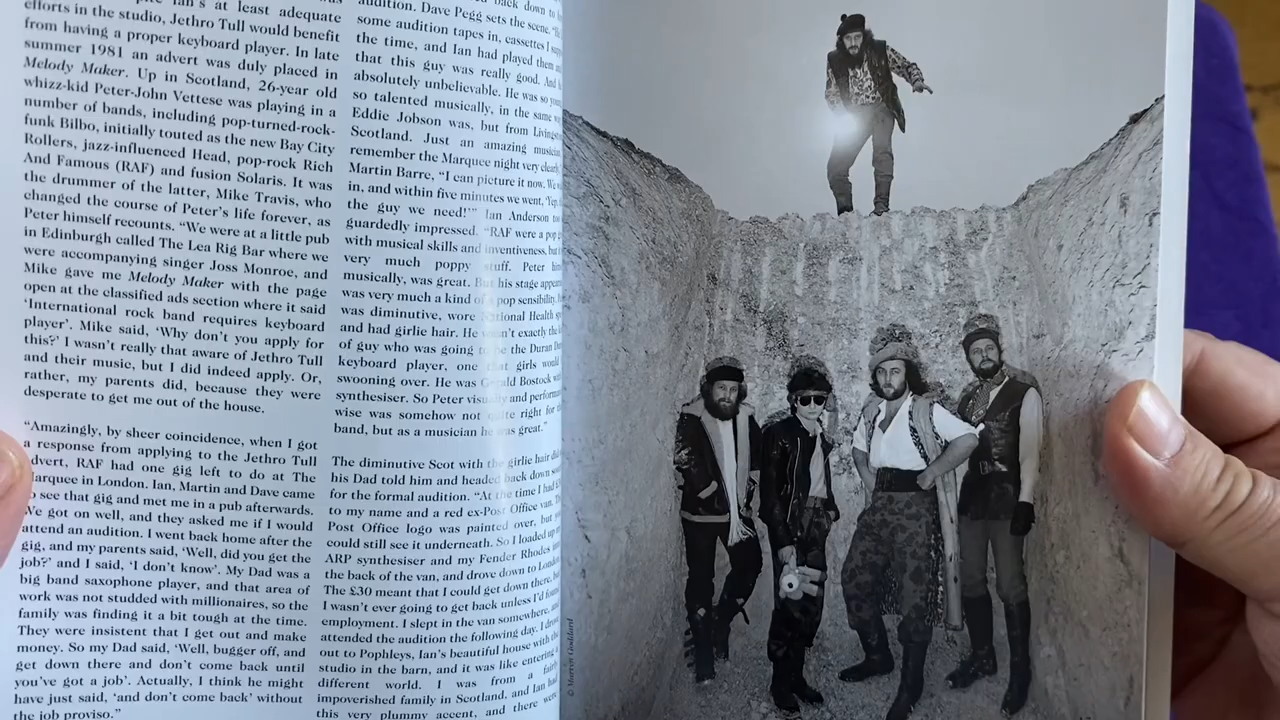 Ian's at least adequate
efforts in the studio, Jethro Tull would benefit
from having a proper keyboard player. In late
summer 1981 an advert was duly placed in
Melody Maker. Up in Scotland, 26-year old
whizz-kid Peter-John Vettese was playing in a
number of bands, including pop-turned-rock-
funk Bilbo, initially touted as the new Bay City
Rollers, jazz-influenced Head, pop-rock Rich
And Famous (RAF) and fusion Solaris. It was
the drummer of the latter, Mike Travis, who
changed the course of Peter's life forever, as
Peter himself recounts. “We were at a little pub
in Edinburgh called The Lea Rig Bar where we
were accompanying singer Joss Monroe, and
Mike gave me Melody Maker with the page
open at the classified ads section where it said
‘International rock band requires keyboard
player’. Mike said, ‘Why don't you apply for
this?’ I wasn't really that aware of Jethro Tull
and their music, but I did indeed apply. Or,
rather, my parents did, because they were
desperate to get me out of the house.
“Amazingly, by sheer coincidence, when I got
a response from applying to the Jethro Tull
advert, RAF had one gig left to do at The
Marquee in London. Ian, Martin and Dave came
to see that gig and met me in a pub afterwards.
We got on well, and they asked me if I would
attend an audition. I went back home after the
gig, and my parents said, ‘Well, did you get the
job?’ and I said, ‘I don't know’. My Dad was a
big band saxophone player, and that area of
work was not studded with millionaires, so the
family was finding it a bit tough at the time.
They were insistent that I get out and make
money. So my Dad said, ‘Well, bugger off, and
get down there and don't come back until
you've got a job’. Actually, I think he might
have just said, ‘and don't come back’ without
the job proviso.”
back down to
audition. Dave Pegg sets the scene.
some audition tapes in, cassettes I
the time, and Ian had played them
that this guy was really good. And
absolutely unbelievable. He was so
so talented musically, in the same
Eddie Jobson was, but from
Scotland. Just an amazing
remember the Marquee night very
Martin Barre, “I can picture it now.
in, and within five minutes we went,
the guy we need!’” Ian Anderson
guardedly impressed. “RAF were a
with musical skills and inventiveness, but
very much poppy stuff. Peter
musically, was great. But his stage
was very much a kind of a pop sensibility.
was diminutive, wore National Health
and had girlie hair. He wasn't exactly the
of guy who was going to be the Duran
keyboard player, one that girls would
swooning over. He was Gerald Bostock
synthesiser. So Peter visually and
wise was somehow not quite right for
band, but as a musician he was great.”
The diminutive Scot with the girlie hair did
his Dad told him and headed back down
for the formal audition. “At the time I had
to my name and a red ex-Post Office van. The
Post Office logo was painted over, but
could still see it underneath. So I loaded up
ARP synthesiser and my Fender Rhodes
the back of the van, and drove down to London
The £30 meant that I could get down there, but
I wasn't ever going to get back unless I'd found
employment. I slept in the van somewhere, and
attended the audition the following day. I drove
out to Pophleys, Ian's beautiful house with the
studio in the barn, and it was like entering a
different world. I was from a fairly
impoverished family in Scotland, and Ian had
this very plummy accent, and there were
© Martyn Goddard